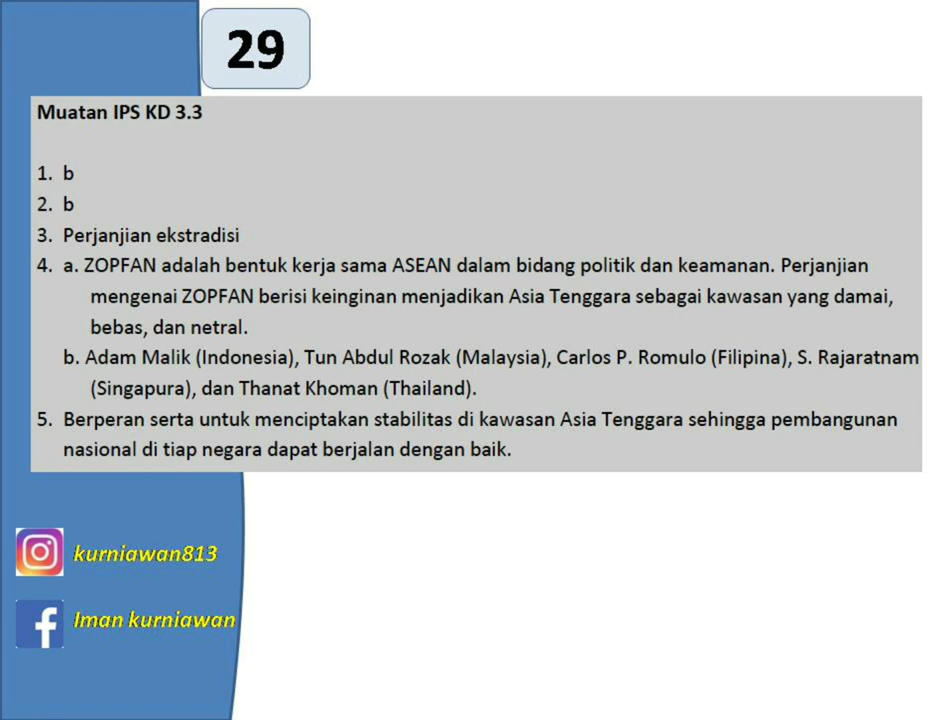 29
Muatan IPS KD 3.3
1. b
2. b
3. Perjanjian ekstradisi
4. a. ZOPFAN adalah bentuk kerja sama ASEAN dalam bidang politik dan keamanan. Perjanjian
mengenai ZOPFAN berisi keinginan menjadikan Asia Tenggara sebagai kawasan yang damai,
bebas, dan netral.
b. Adam Malik (Indonesia), Tun Abdul Rozak (Malaysia), Carlos P. Romulo (Filipina), S. Rajaratnam
(Singapura), dan Thanat Khoman (Thailand).
5. Berperan serta untuk menciptakan stabilitas di kawasan Asia Tenggara sehingga pembangunan
nasional di tiap negara dapat berjalan dengan baik.
kurniawan813
Iman kurniawan